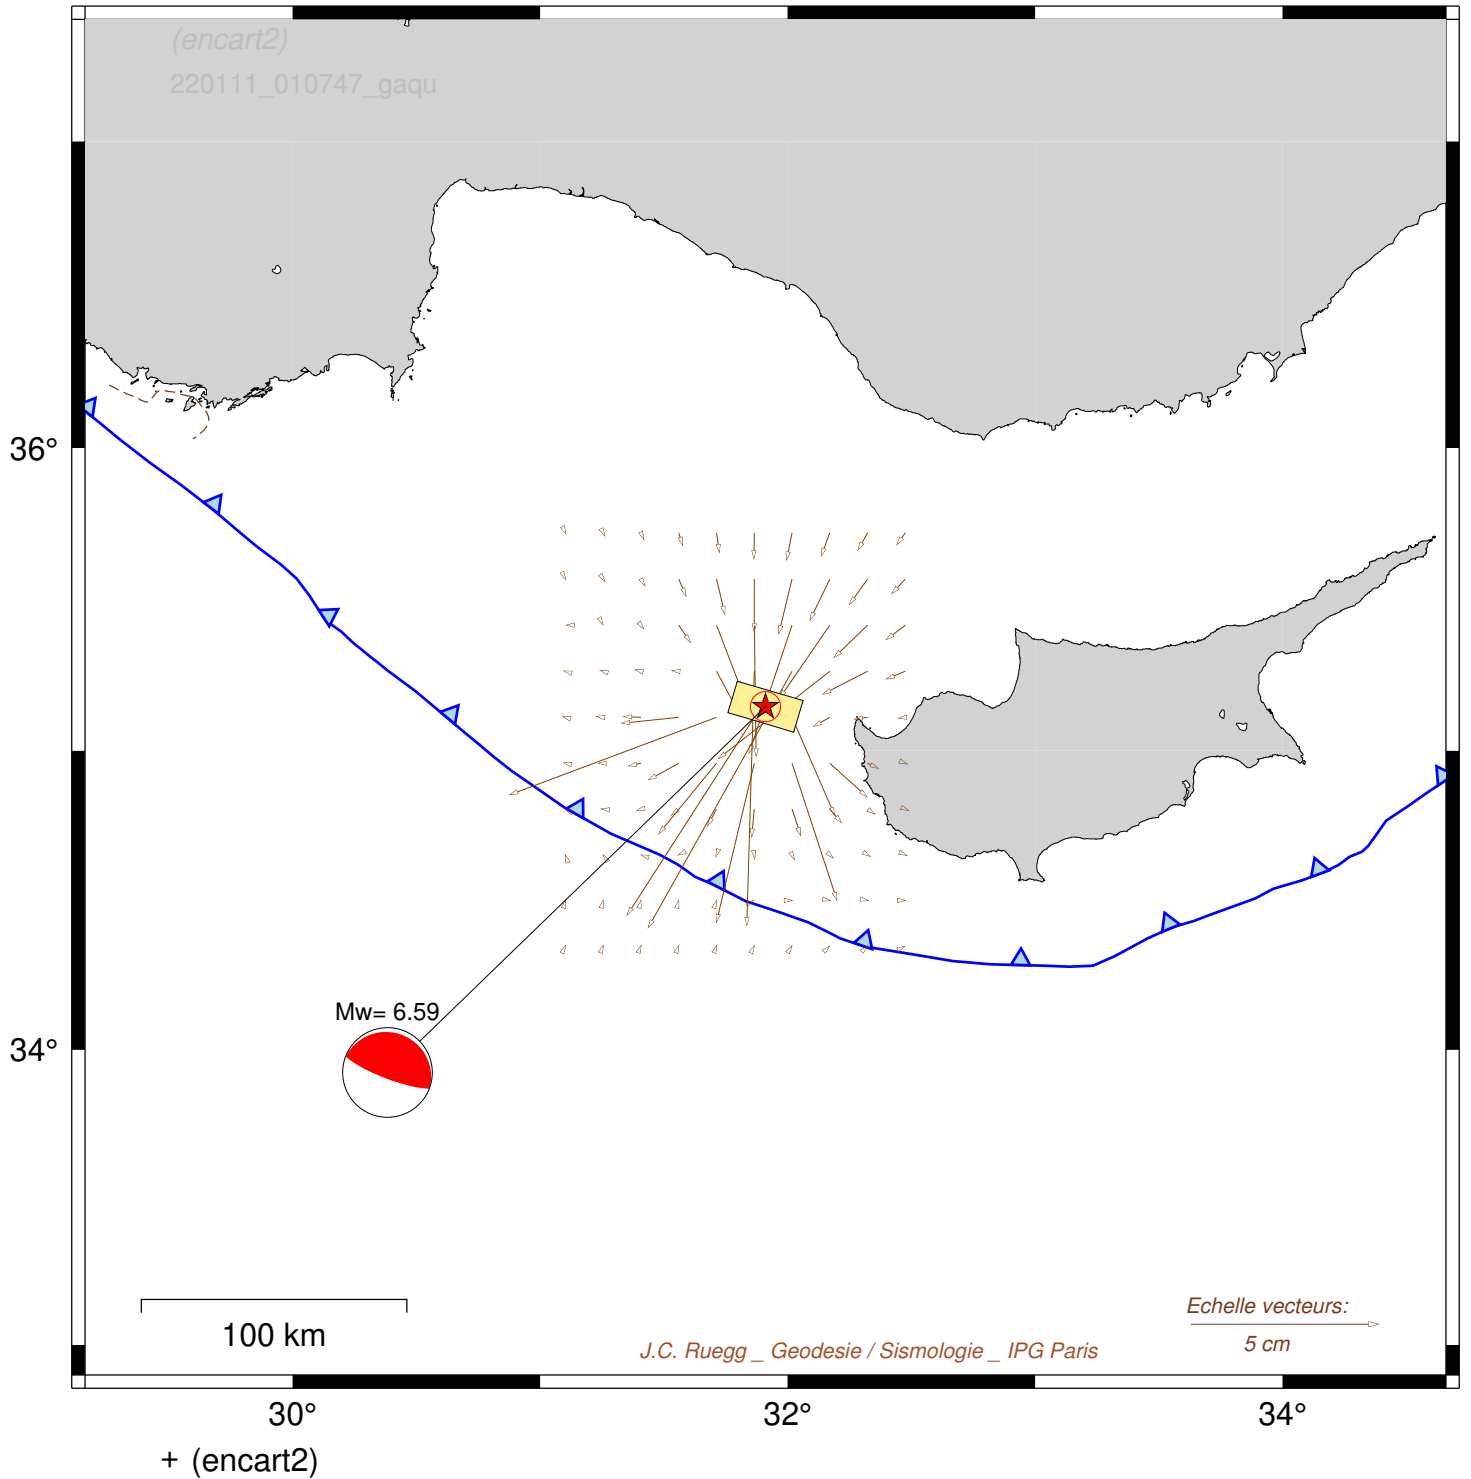 (encart2)
220111_010747_gaqu
36°
Mw= 6.59
34°
100 km
Echelle vecteurs:
5 cm
J.C. Ruegg _ Geodesie / Sismologie _ IPG Paris
30°
32°
34°
+ (encart2)